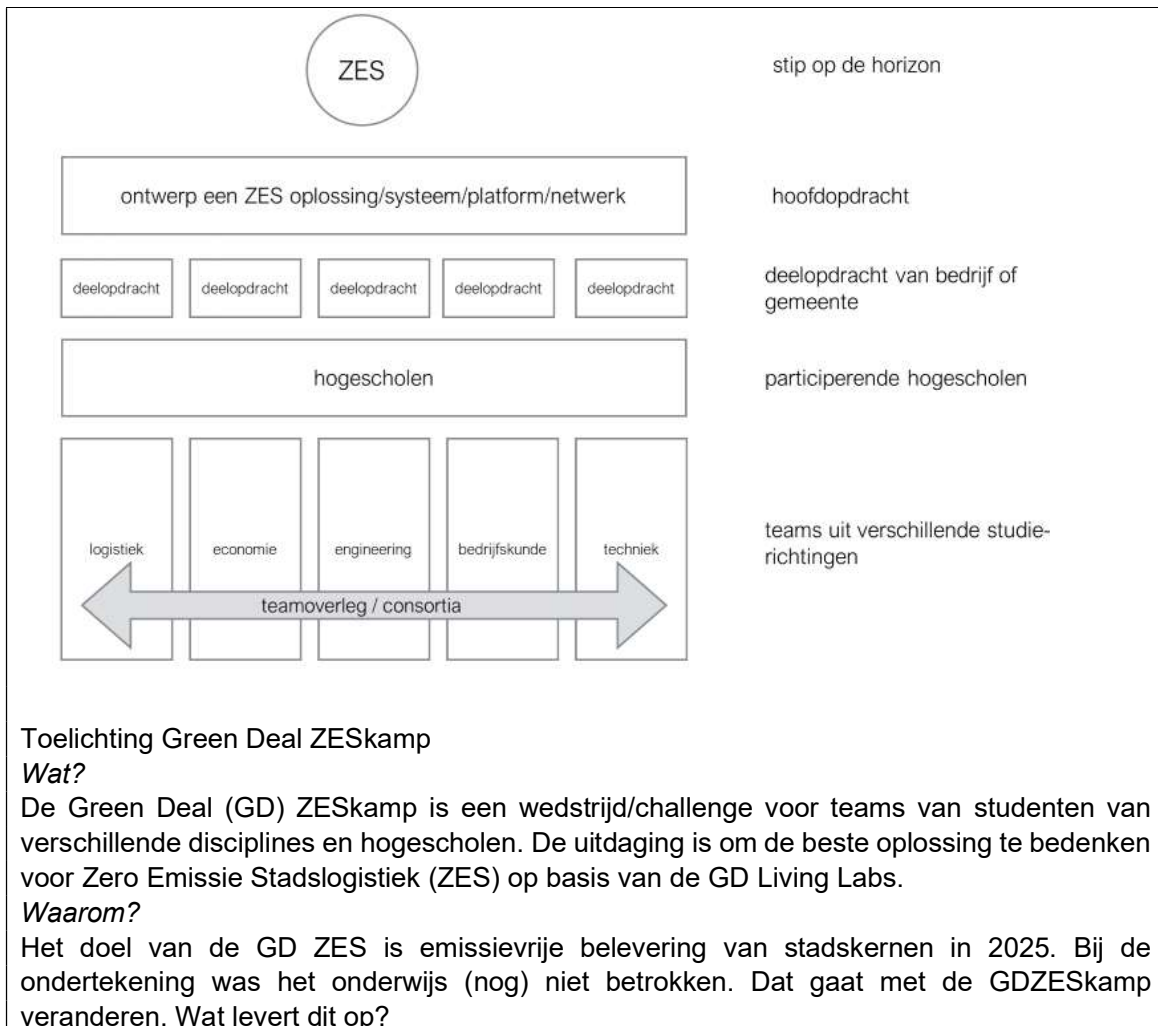 ZES
stip op de horizon
ontwerp een ZES oplossing/systeem/platform/netwerk
hoofdopdracht
deelopdracht
deelopdracht
deelopdracht
deelopdracht
deelopdracht
deelopdracht van bedrijf of
gemeente
hogescholen
participerende hogescholen
logistiek
economie
engineering
bedrijfskunde
techniek
teams uit verschillende studie-
richtingen
teamoverleg / consortia
Toelichting Green Deal ZESkamp
Wat?
De Green Deal (GD) ZESkamp is een wedstrijd/challenge voor teams van studenten van
verschillende disciplines en hogescholen. De uitdaging is om de beste oplossing te bedenken
voor Zero Emissie Stadslogistiek (ZES) op basis van de GD Living Labs.
Waarom?
Het doel van de GD ZES is emissievrije belevering van stadskernen in 2025. Bij de
ondertekening was het onderwijs (nog) niet betrokken. Dat gaat met de GDZESkamp
veranderen. Wat levert dit op?